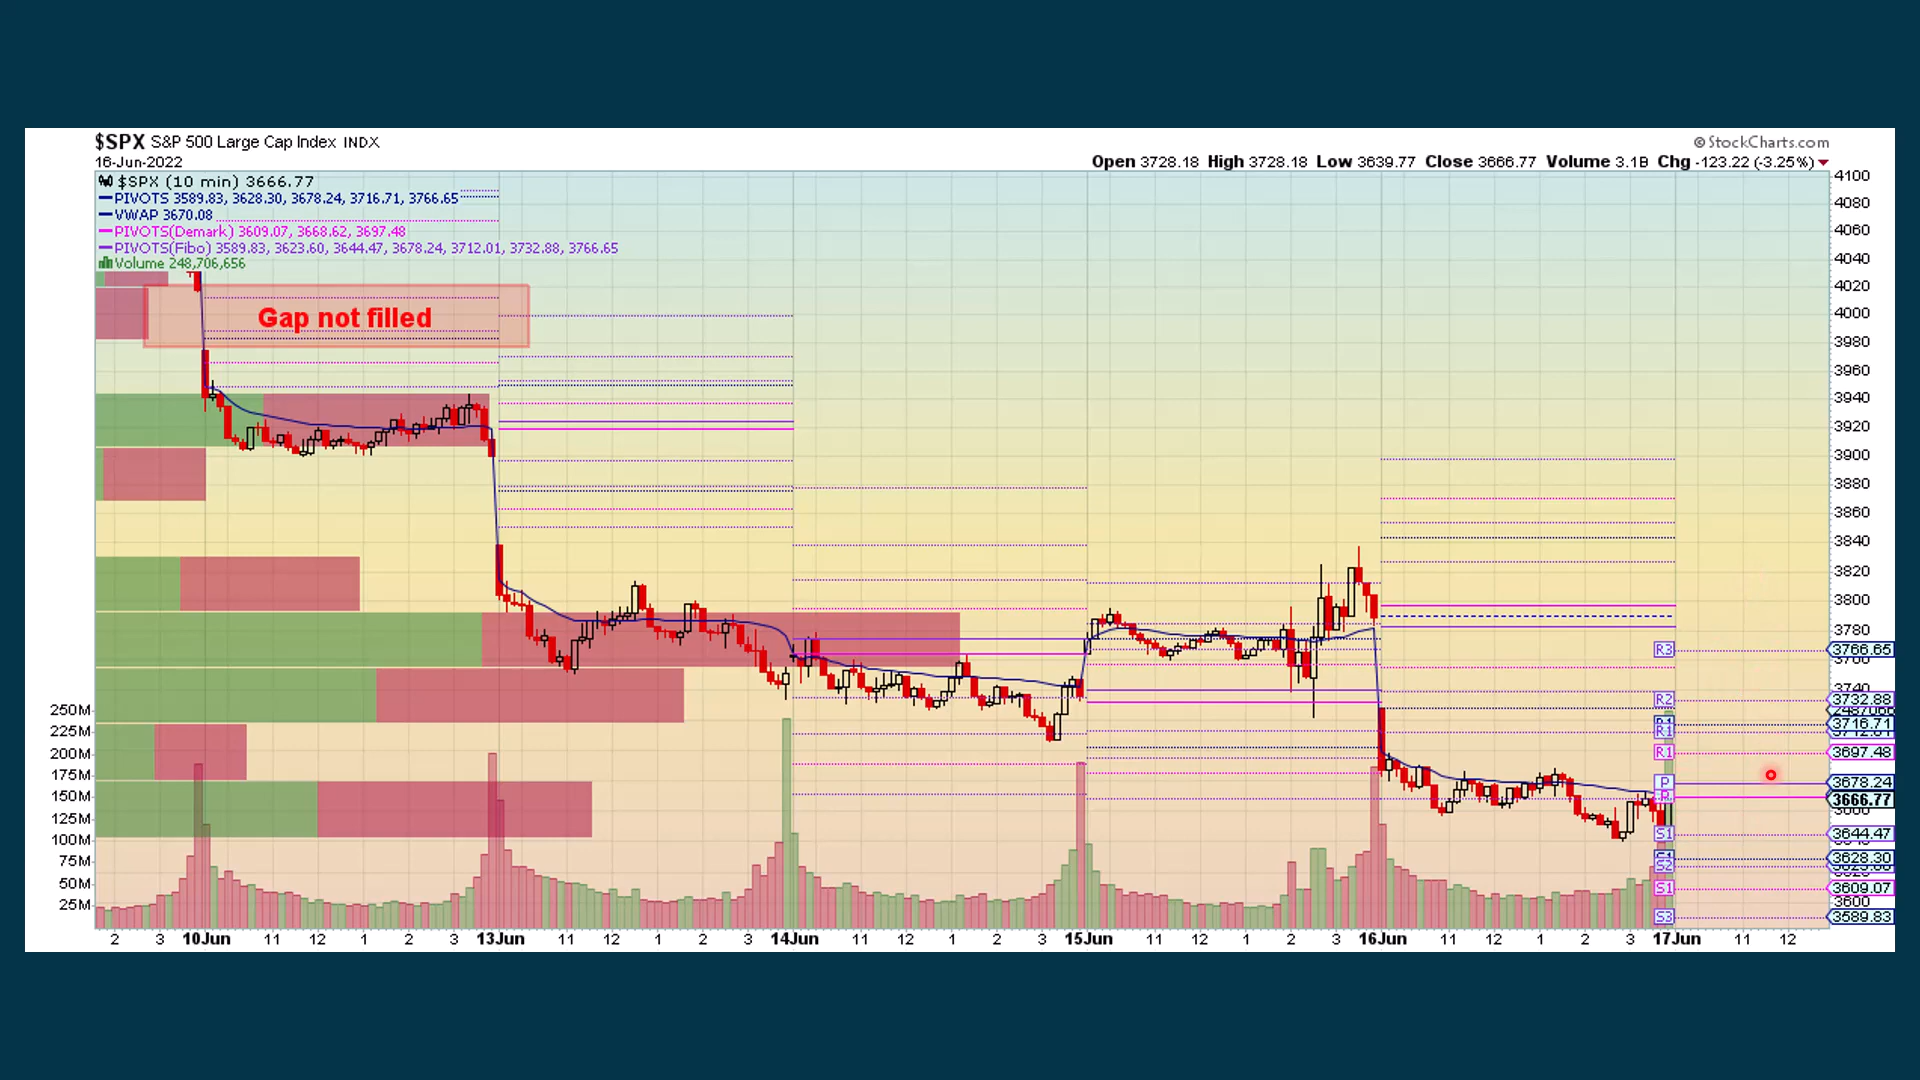 $SPX S&P 500 Large Cap Index INDX
© StockCharts.com
16-Jun-2022
Open 3728.18 High 3728.18 Low 3639.77 Close 3666.77 Volume 3.1B Chg -123.22 (-3.25%)
$SPX (10 min) 3666.77
PIVOTS 3589.83, 3628.30, 3678.24, 3716.71, 3766.65
VWAP 3670.08
PIVOTS(Demark) 3609.07, 3668.62, 3697.48
PIVOTS(Fibo) 3589.83, 3623.60, 3644.47, 3678.24, 3712.01, 3732.88, 3766.65
Volume 248,706,656
Gap not filled
4100
4080
4060
4040
4020
4000
3980
3960
3940
3920
3900
3880
3860
3840
3820
3800
3780
R3 3766.65
3760
3740
R2 3732.88
R1 3716.71
R1 3712.01
R1 3697.48
P 3678.24
3666.77
S1 3644.47
S1 3628.30
S2
S1 3609.07
3600
S3 3589.83
250M
225M
200M
175M
150M
125M
100M
75M
50M
25M
2 3 10Jun 11 12 1 2 3 13Jun 11 12 1 2 3 14Jun 11 12 1 2 3 15Jun 11 12 1 2 3 16Jun 11 12 1 2 3 17Jun 11 12